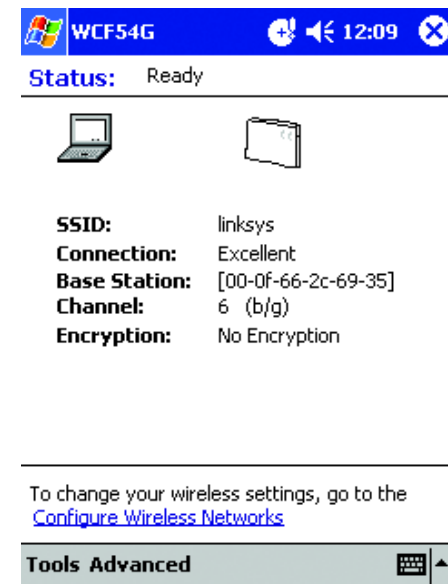 WCF54G 12:09
Status: Ready
SSID: linksys
Connection: Excellent
Base Station: [00-0f-66-2c-69-35]
Channel: 6 (b/g)
Encryption: No Encryption
To change your wireless settings, go to the
Configure Wireless Networks
Tools Advanced